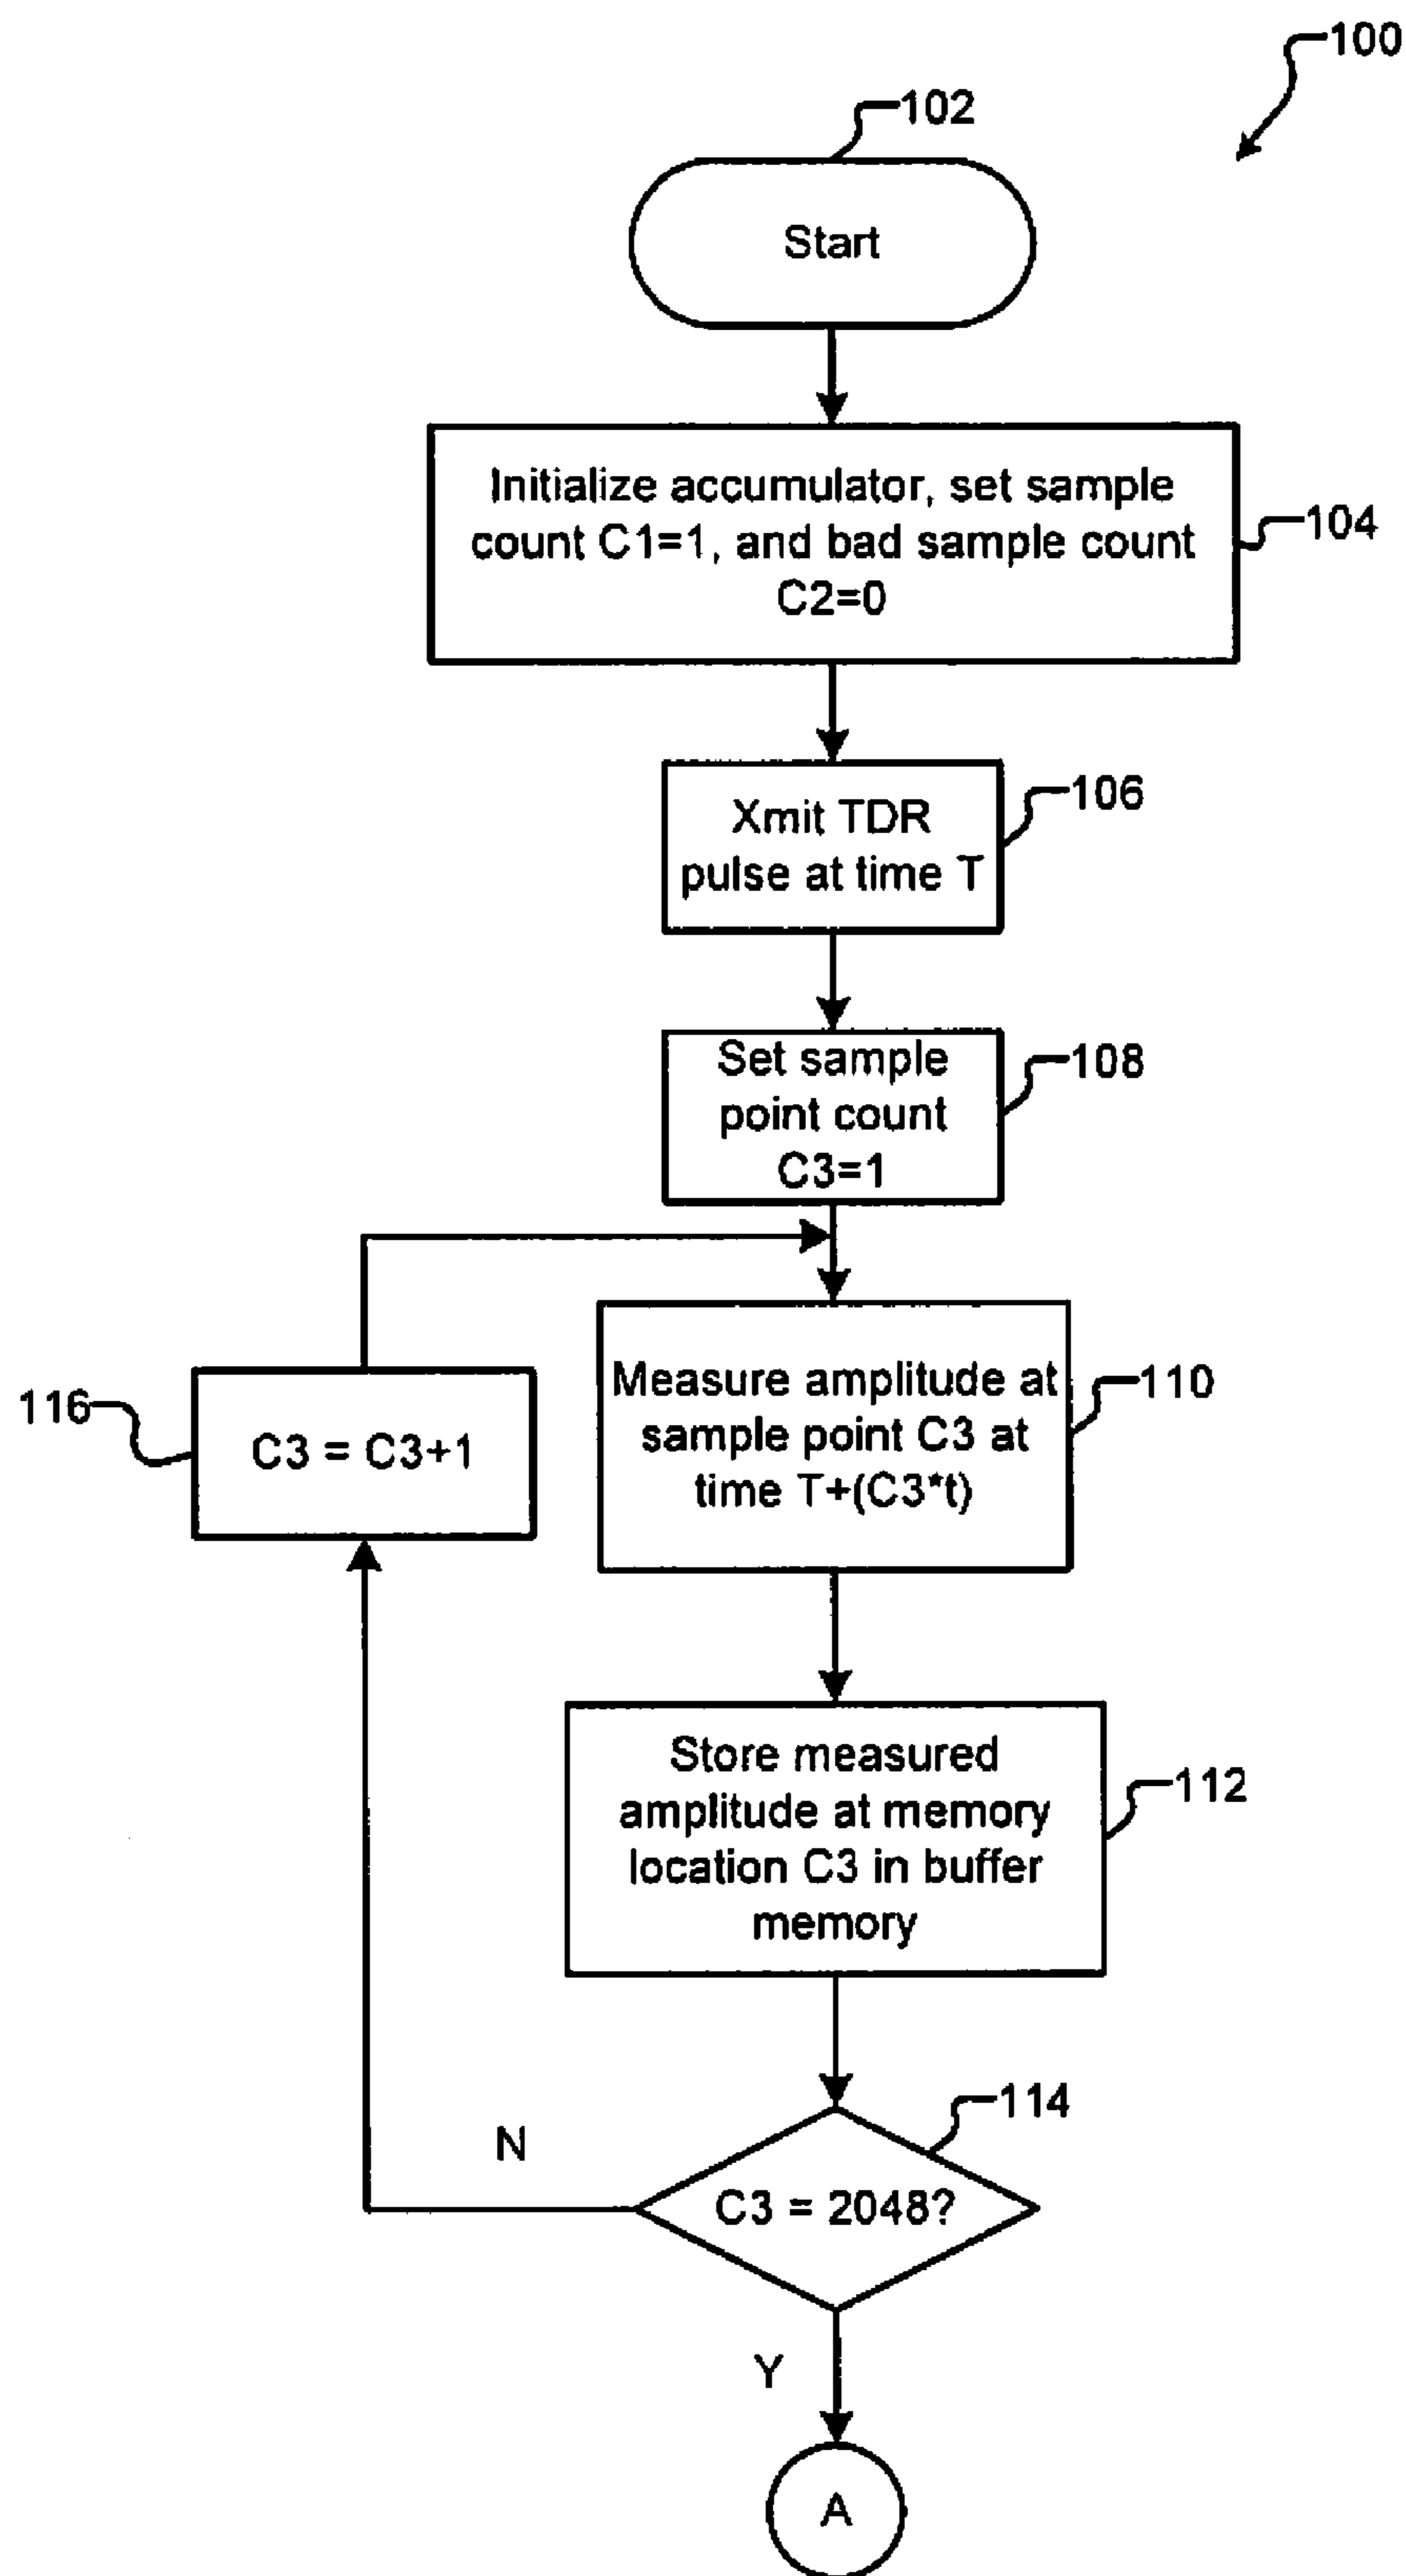 100
102
Start
Initialize accumulator, set sample
count C1=1, and bad sample count
C2=0
104
Xmit TDR
pulse at time T
106
Set sample
point count
C3=1
108
Measure amplitude at
sample point C3 at
time T+(C3*t)
110
116
C3 = C3+1
Store measured
amplitude at memory
location C3 in buffer
memory
112
114
N
C3 = 2048?
Y
A